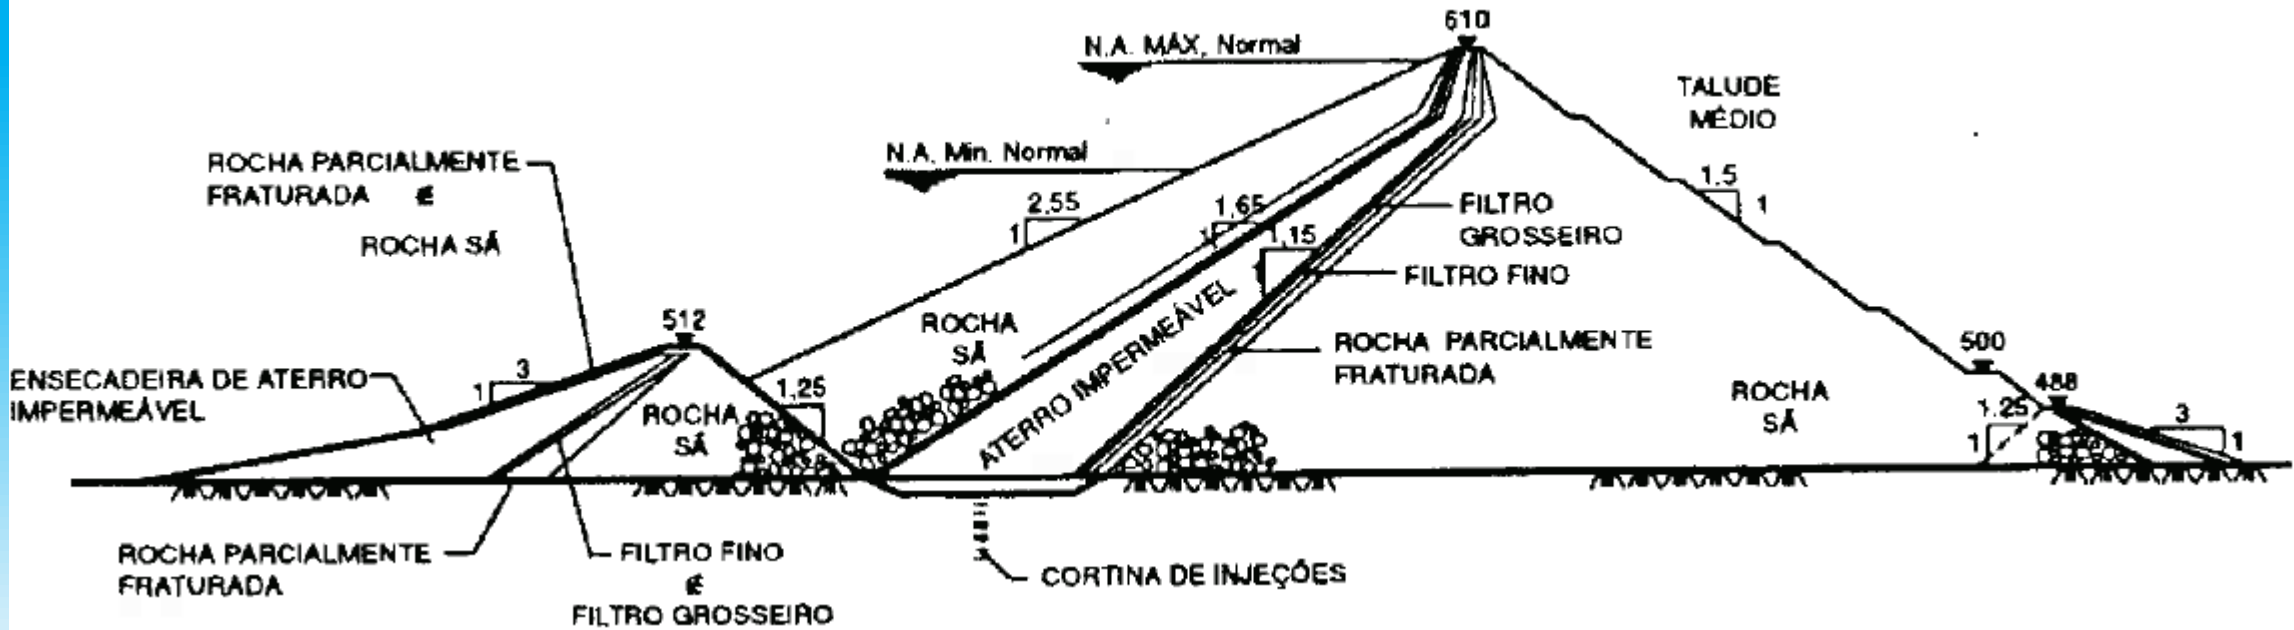 610
N.A. MÁX, Normal
TALUDE
MÉDIO
N.A. Min. Normal
ROCHA PARCIALMENTE
FRATURADA E
ROCHA SÃ
1.5
1
2.55
1
1,65
1
1,15
1
FILTRO
GROSSEIRO
FILTRO FINO
ATERRO IMPERMEÁVEL
ROCHA
SÃ
ROCHA PARCIALMENTE
FRATURADA
512
3
1
ENSECADEIRA DE ATERRO
IMPERMEÁVEL
1,25
ROCHA
SÃ
500
488
ROCHA
SÃ
1.25
1
3
1
ROCHA PARCIALMENTE
FRATURADA
FILTRO FINO
E
FILTRO GROSSEIRO
CORTINA DE INJEÇÓES